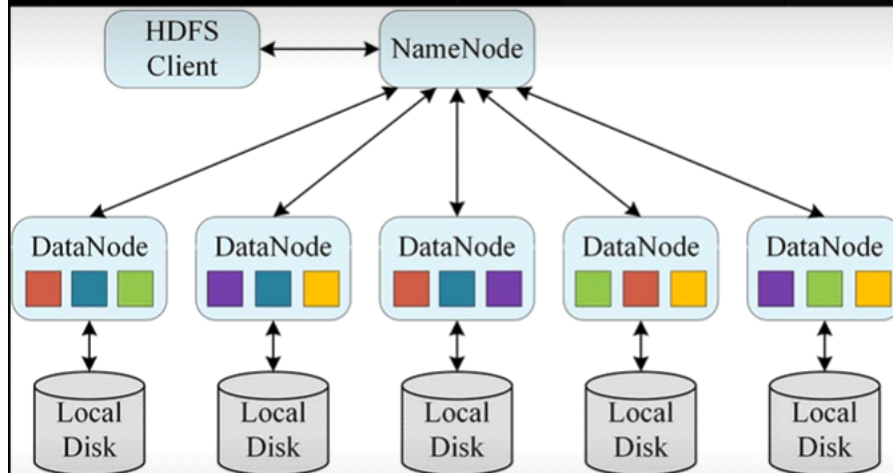 HDFS
Client
NameNode
DataNode
DataNode
DataNode
DataNode
DataNode
Local
Disk
Local
Disk
Local
Disk
Local
Disk
Local
Disk